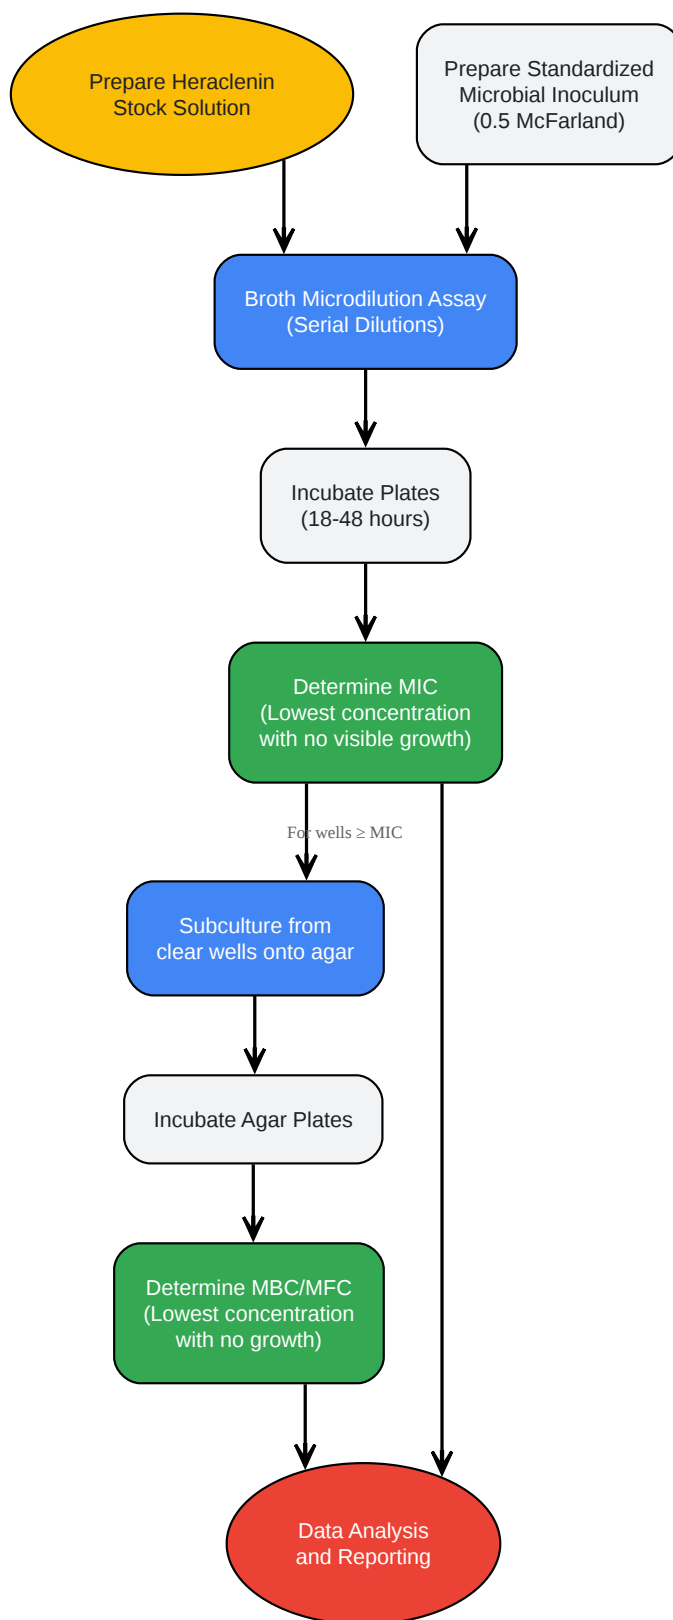 Prepare Heraclenin
Stock Solution
Prepare Standardized
Microbial Inoculum
(0.5 McFarland)
Broth Microdilution Assay
(Serial Dilutions)
Incubate Plates
(18-48 hours)
Determine MIC
(Lowest concentration
with no visible growth)
For wells ≥ MIC
Subculture from
clear wells onto agar
Incubate Agar Plates
Determine MBC/MFC
(Lowest concentration
with no growth)
Data Analysis
and Reporting